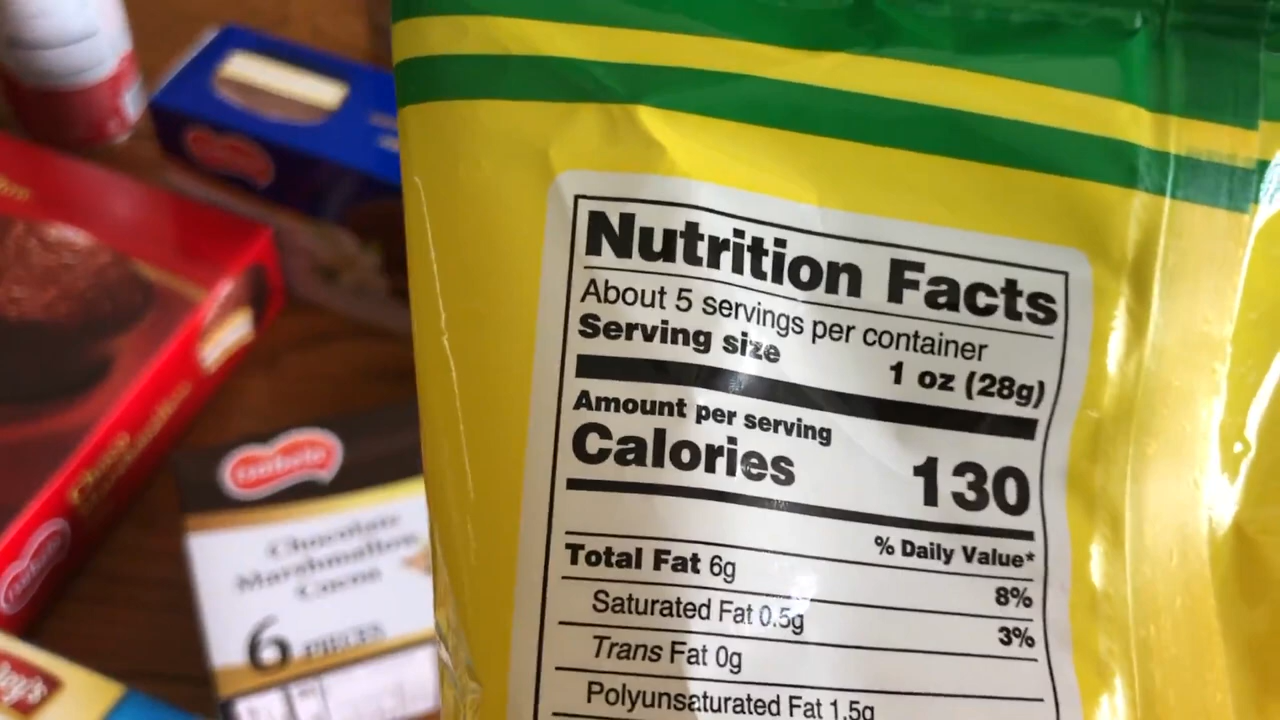 Nutrition Facts
About 5 servings per container
Serving size 1 oz (28g)
Amount per serving
Calories 130
% Daily Value*
Total Fat 6g 8%
Saturated Fat 0.5g 3%
Trans Fat 0g
Polyunsaturated Fat 1.5g
Chocolate
Marshmallow
Cocoa
6 PIECES